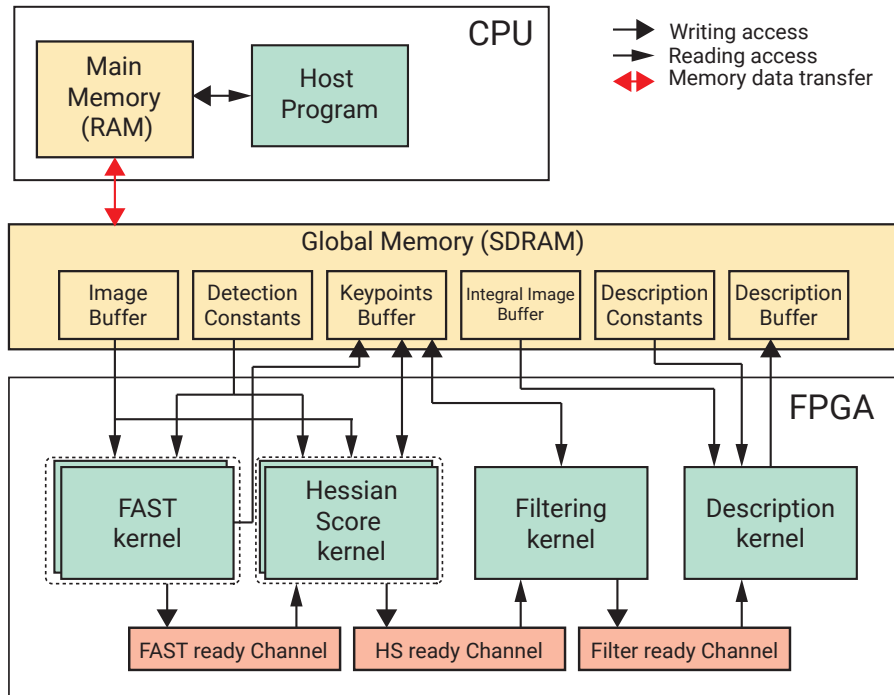 CPU
Main
Memory
(RAM)
Host
Program
Writing access
Reading access
Memory data transfer
Global Memory (SDRAM)
Image
Buffer
Detection
Constants
Keypoints
Buffer
Integral Image
Buffer
Description
Constants
Description
Buffer
FPGA
FAST
kernel
Hessian
Score
kernel
Filtering
kernel
Description
kernel
FAST ready Channel
HS ready Channel
Filter ready Channel